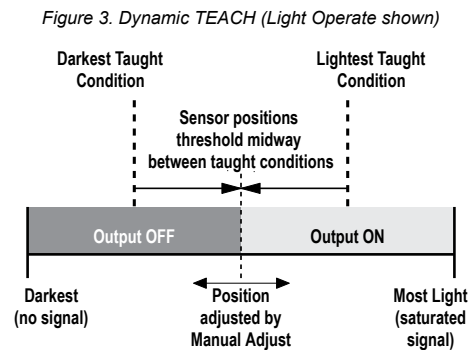 Figure 3. Dynamic TEACH (Light Operate shown)
Darkest Taught
Condition
Lightest Taught
Condition
Sensor positions
threshold midway
between taught conditions
Output OFF
Output ON
Darkest
(no signal)
Position
adjusted by
Manual Adjust
Most Light
(saturated
signal)